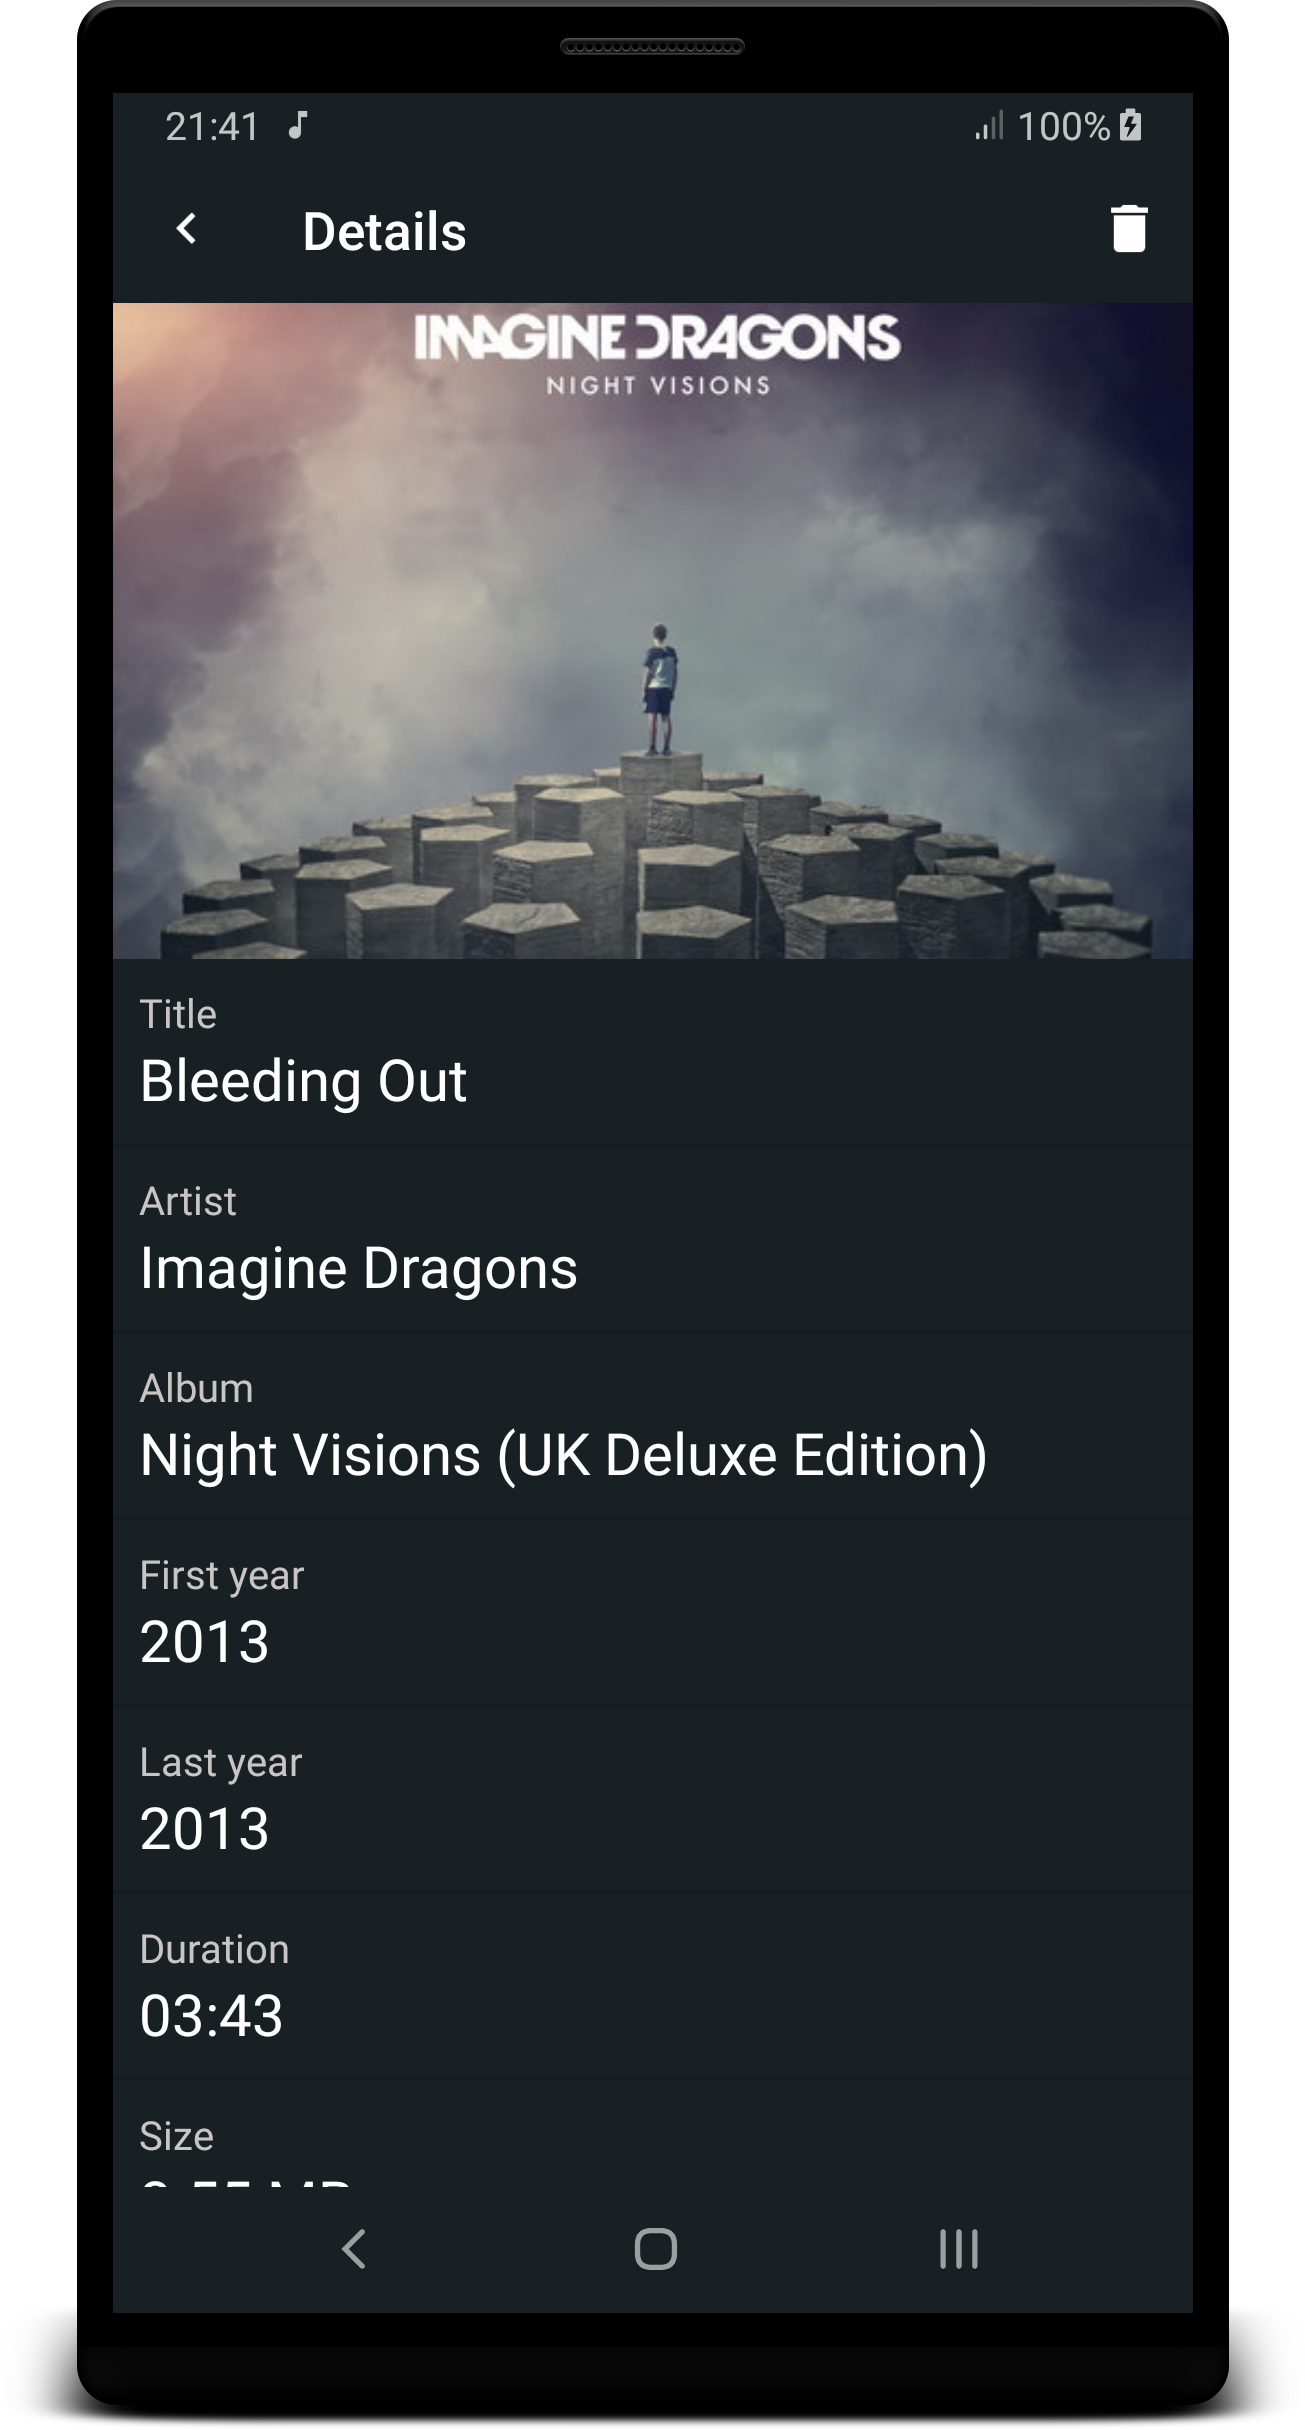 21:41
100%
Details
IMAGINE DRAGONS
NIGHT VISIONS
Title
Bleeding Out
Artist
Imagine Dragons
Album
Night Visions (UK Deluxe Edition)
First year
2013
Last year
2013
Duration
03:43
Size